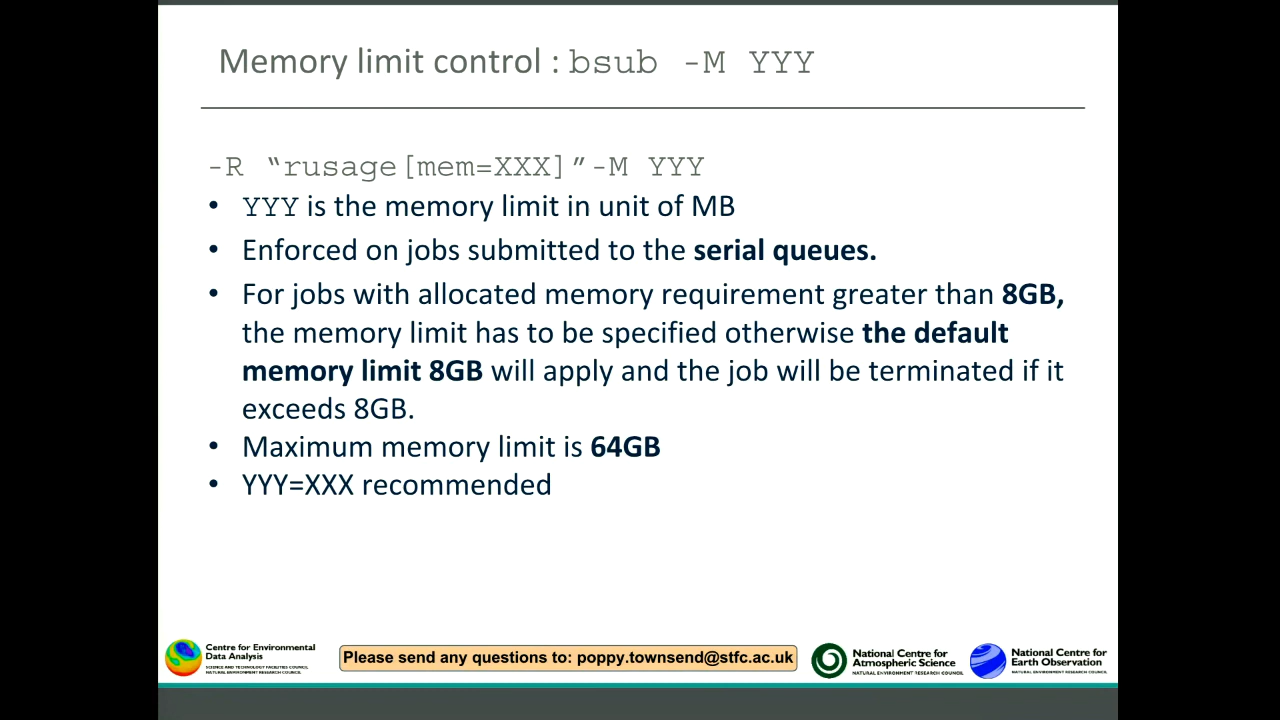 Memory limit control : bsub -M YYY
-R “rusage[mem=XXX]”-M YYY
• YYY is the memory limit in unit of MB
• Enforced on jobs submitted to the serial queues.
• For jobs with allocated memory requirement greater than 8GB,
the memory limit has to be specified otherwise the default
memory limit 8GB will apply and the job will be terminated if it
exceeds 8GB.
• Maximum memory limit is 64GB
• YYY=XXX recommended
Centre for Environmental
Data Analysis
SCIENCE AND TECHNOLOGY FACILITIES COUNCIL
NATURAL ENVIRONMENT RESEARCH COUNCIL
Please send any questions to: poppy.townsend@stfc.ac.uk
National Centre for
Atmospheric Science
NATURAL ENVIRONMENT RESEARCH COUNCIL
National Centre for
Earth Observation
NATURAL ENVIRONMENT RESEARCH COUNCIL